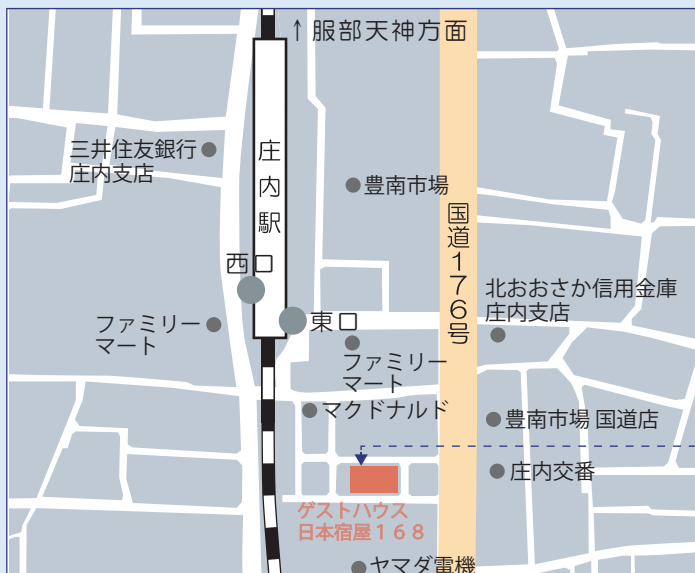 ↑服部天神方面
三井住友銀行
庄内支店
庄内駅
豊南市場
国道176号
西口
東口
北おおさか信用金庫
庄内支店
ファミリー
マート
ファミリー
マート
マクドナルド
豊南市場 国道店
庄内交番
ゲストハウス
日本宿屋168
ヤマダ電機